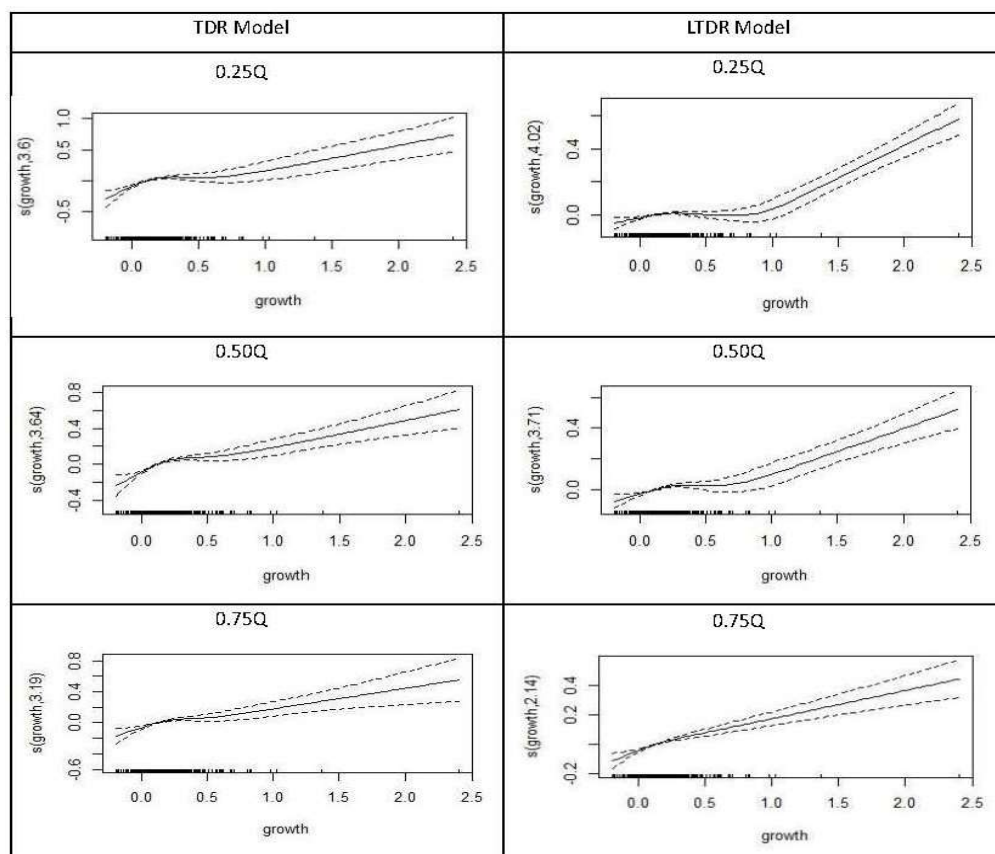 TDR Model
LTDR Model
0.25Q
s(growth,3.6)
1.0
0.5
-0.5
0.0 0.5 1.0 1.5 2.0 2.5
growth
0.25Q
s(growth,4.02)
0.4
0.0
0.0 0.5 1.0 1.5 2.0 2.5
growth
0.50Q
s(growth,3.64)
0.8
0.4
0.0
-0.4
0.0 0.5 1.0 1.5 2.0 2.5
growth
0.50Q
s(growth,3.71)
0.4
0.0
0.0 0.5 1.0 1.5 2.0 2.5
growth
0.75Q
s(growth,3.19)
0.8
0.4
0.0
-0.6
0.0 0.5 1.0 1.5 2.0 2.5
growth
0.75Q
s(growth,2.14)
0.4
0.2
-0.2
0.0 0.5 1.0 1.5 2.0 2.5
growth